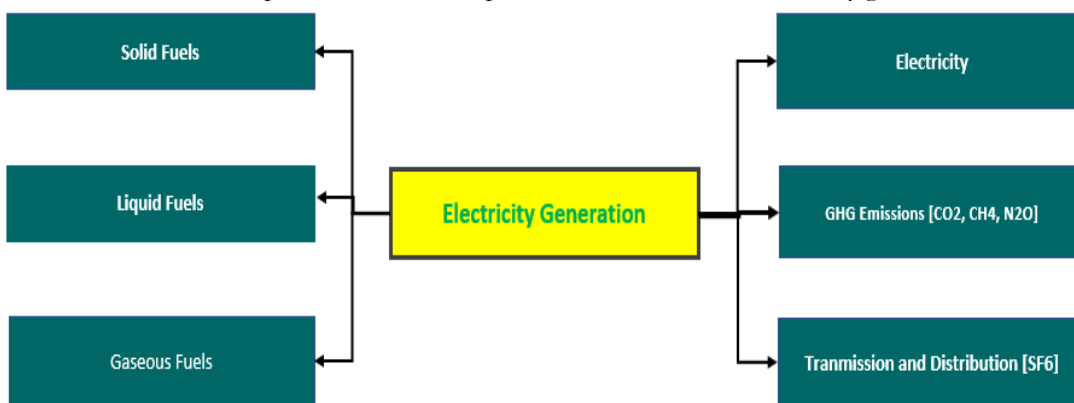 Solid Fuels
Electricity
Liquid Fuels
Electricity Generation
GHG Emissions [CO2, CH4, N2O]
Gaseous Fuels
Tranmission and Distribution [SF6]